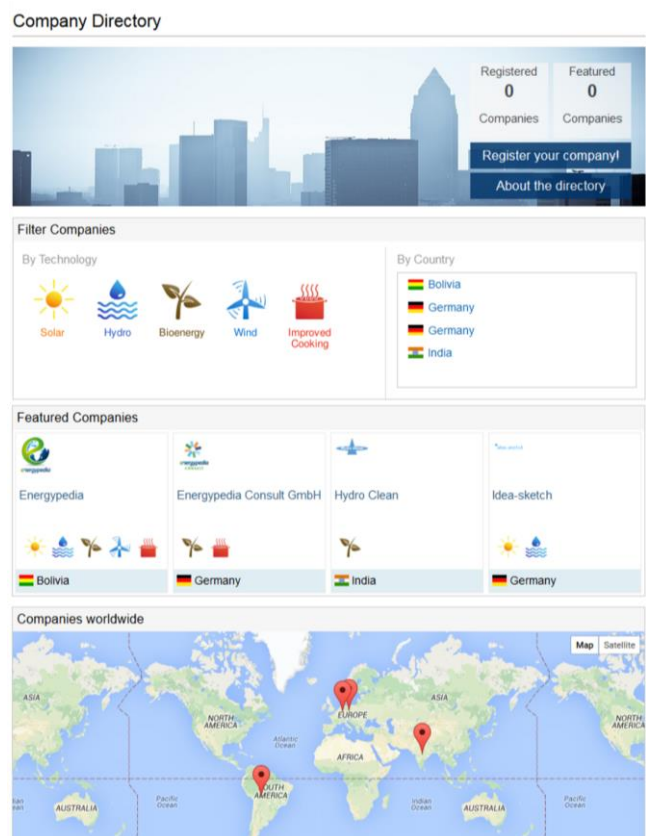 Company Directory
Registered Featured
0 0
Companies Companies
Register your company!
About the directory
Filter Companies
By Technology
Solar Hydro Bioenergy Wind Improved
Cooking
By Country
Bolivia
Germany
Germany
India
Featured Companies
energypedia
energypedia
Energypedia Energypedia Consult GmbH Hydro Clean Idea-sketch
Bolivia Germany India Germany
Companies worldwide
Map Satellite
ASIA
NORTH
AMERICA
Atlantic
Ocean
EUROPE
ASIA
NORTH
AMERICA
AFRICA
SOUTH
AMERICA
AUSTRALIA
Pacific
Ocean
Indian
Ocean
AUSTRALIA
Pacific
Ocean